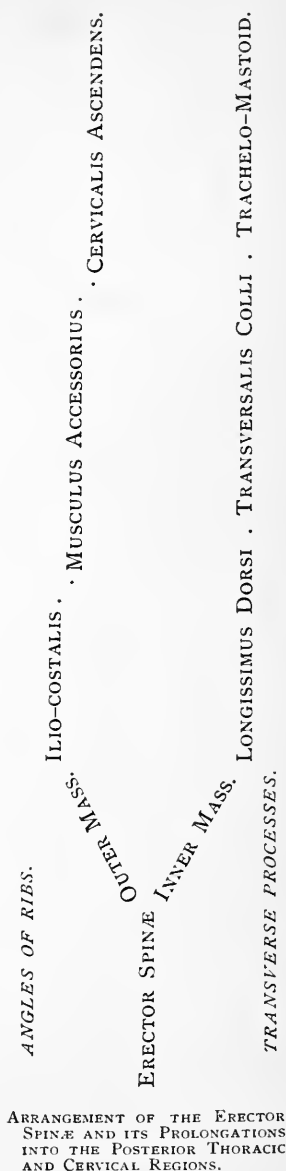 ANGLES OF RIBS.
ERECTOR SPINÆ
OUTER MASS.
ILIO-COSTALIS . . MUSCULUS ACCESSORIUS . . CERVICALIS ASCENDENS.
INNER MASS.
LONGISSIMUS DORSI . TRANSVERSALIS COLLI . TRACHELO-MASTOID.
TRANSVERSE PROCESSES.
ARRANGEMENT OF THE ERECTOR
SPINÆ AND ITS PROLONGATIONS
INTO THE POSTERIOR THORACIC
AND CERVICAL REGIONS.